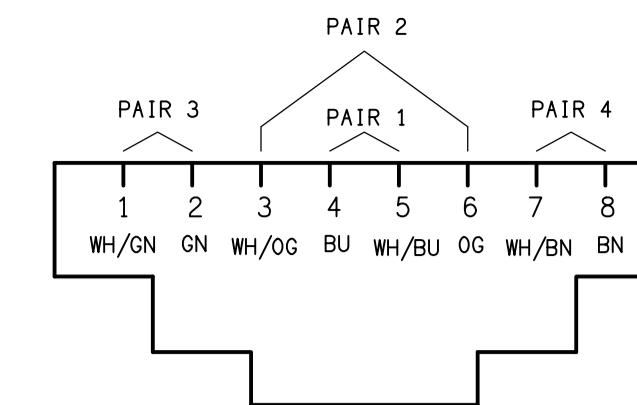 PAIR 2
PAIR 3 PAIR 1 PAIR 4
1 2 3 4 5 6 7 8
WH/GN GN WH/OG BU WH/BU OG WH/BN BN